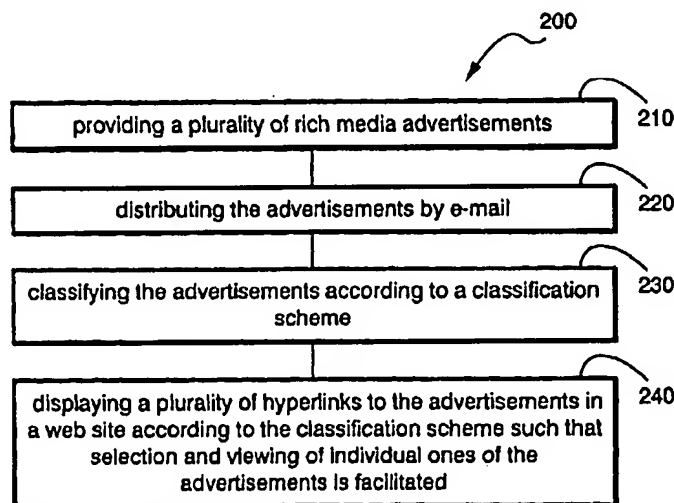 200
providing a plurality of rich media advertisements
210
distributing the advertisements by e-mail
220
classifying the advertisements according to a classification
scheme
230
displaying a plurality of hyperlinks to the advertisements in
a web site according to the classification scheme such that
selection and viewing of individual ones of the
advertisements is facilitated
240